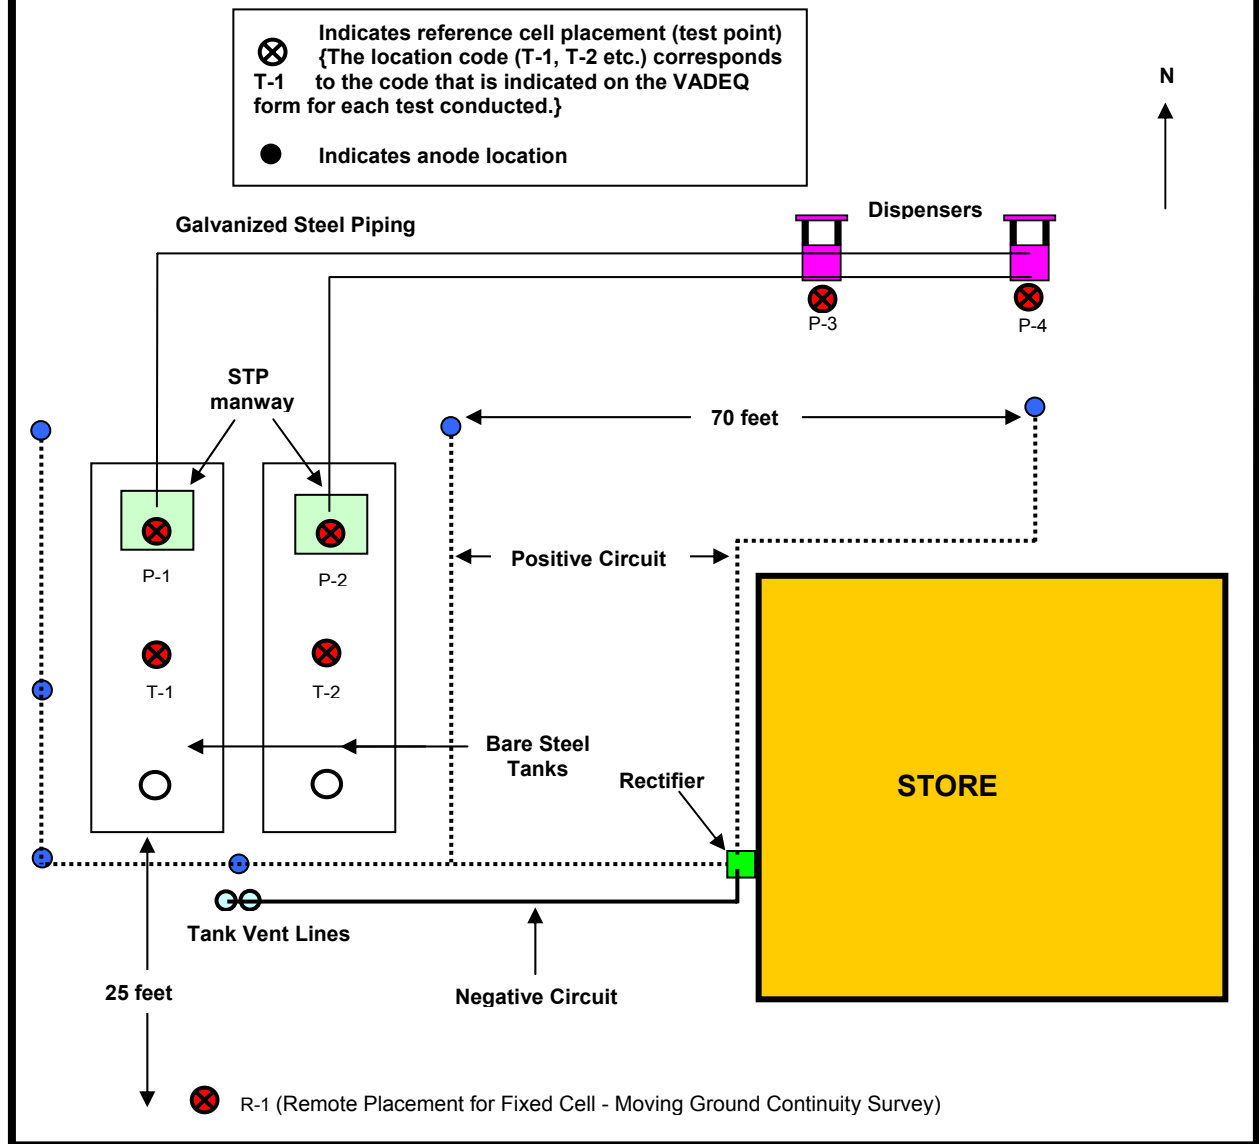 Indicates reference cell placement (test point)
{The location code (T-1, T-2 etc.) corresponds
T-1 to the code that is indicated on the VADEQ
form for each test conducted.}
Indicates anode location
N
Galvanized Steel Piping
Dispensers
P-3
P-4
STP
manway
70 feet
Positive Circuit
P-1
P-2
T-1
T-2
Bare Steel
Tanks
Rectifier
STORE
Tank Vent Lines
25 feet
Negative Circuit
R-1 (Remote Placement for Fixed Cell - Moving Ground Continuity Survey)